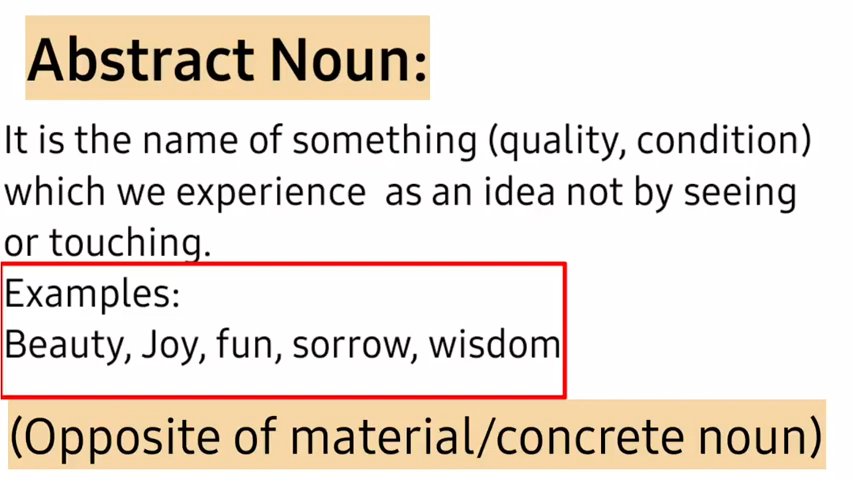 Abstract Noun:
It is the name of something (quality, condition)
which we experience as an idea not by seeing
or touching.
Examples:
Beauty, Joy, fun, sorrow, wisdom
(Opposite of material/concrete noun)